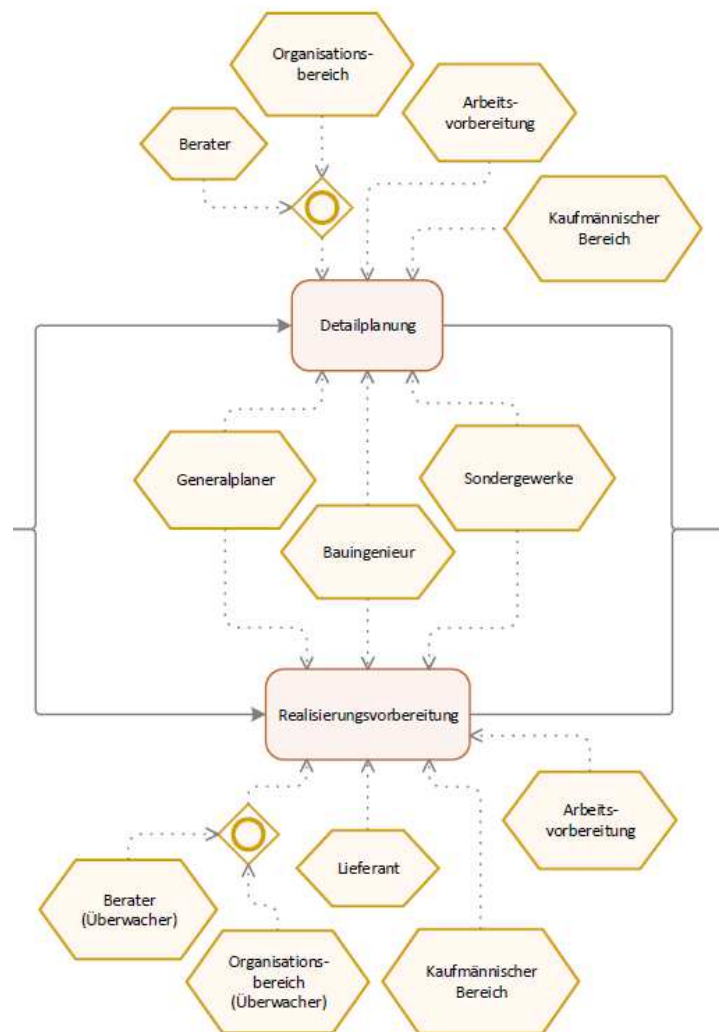 Organisations-
bereich
Arbeits-
vorbereitung
Berater
Kaufmännischer
Bereich
Detailplanung
Generalplaner
Sondergewerke
Bauingenieur
Realisierungsvorbereitung
Arbeits-
vorbereitung
Lieferant
Berater
(Überwacher)
Organisations-
bereich
(Überwacher)
Kaufmännischer
Bereich